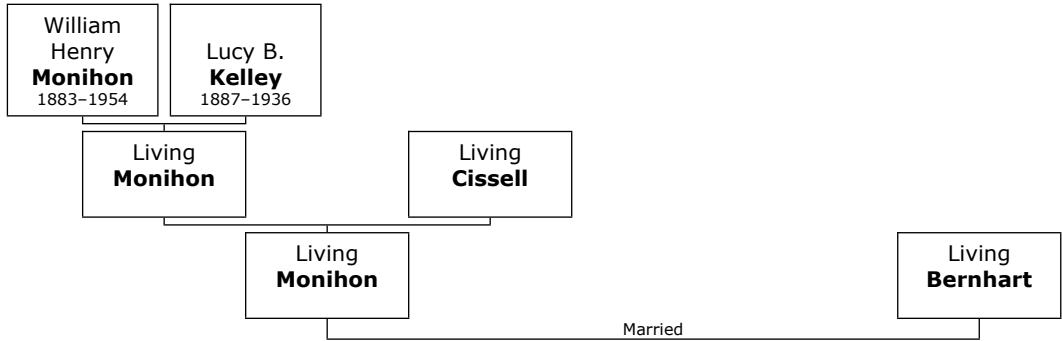 William
Henry
Monihon
1883–1954
Lucy B.
Kelley
1887–1936
Living
Monihon
Living
Cissell
Living
Monihon
Living
Bernhart
Married